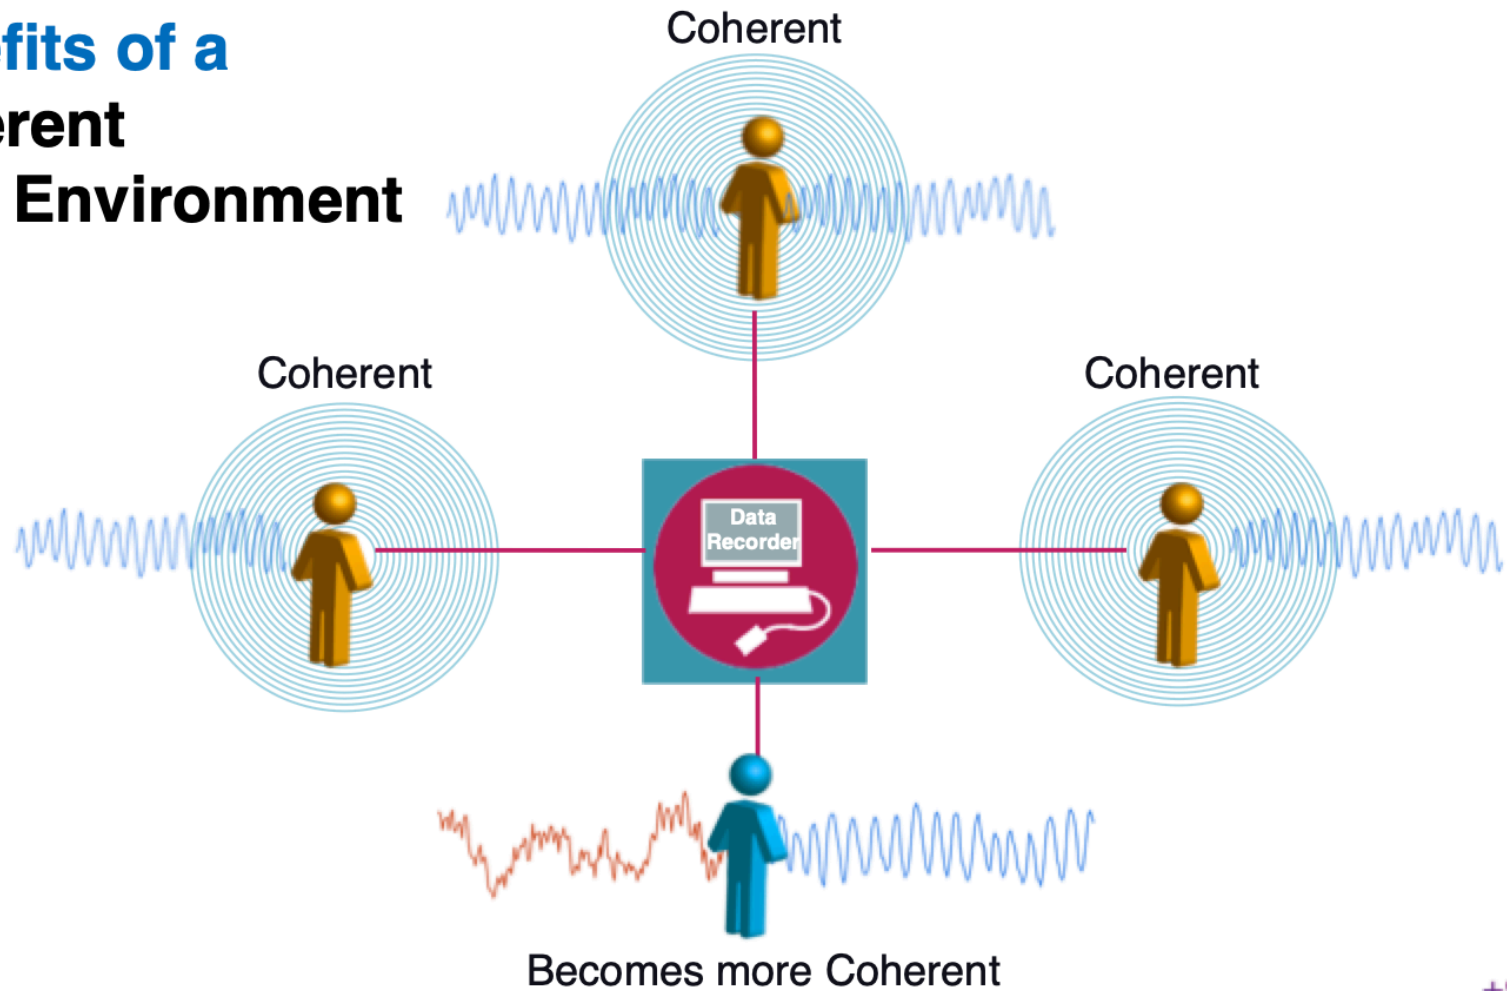 fits of a
erent
Environment
Coherent
Coherent
Coherent
Data
Recorder
Becomes more Coherent